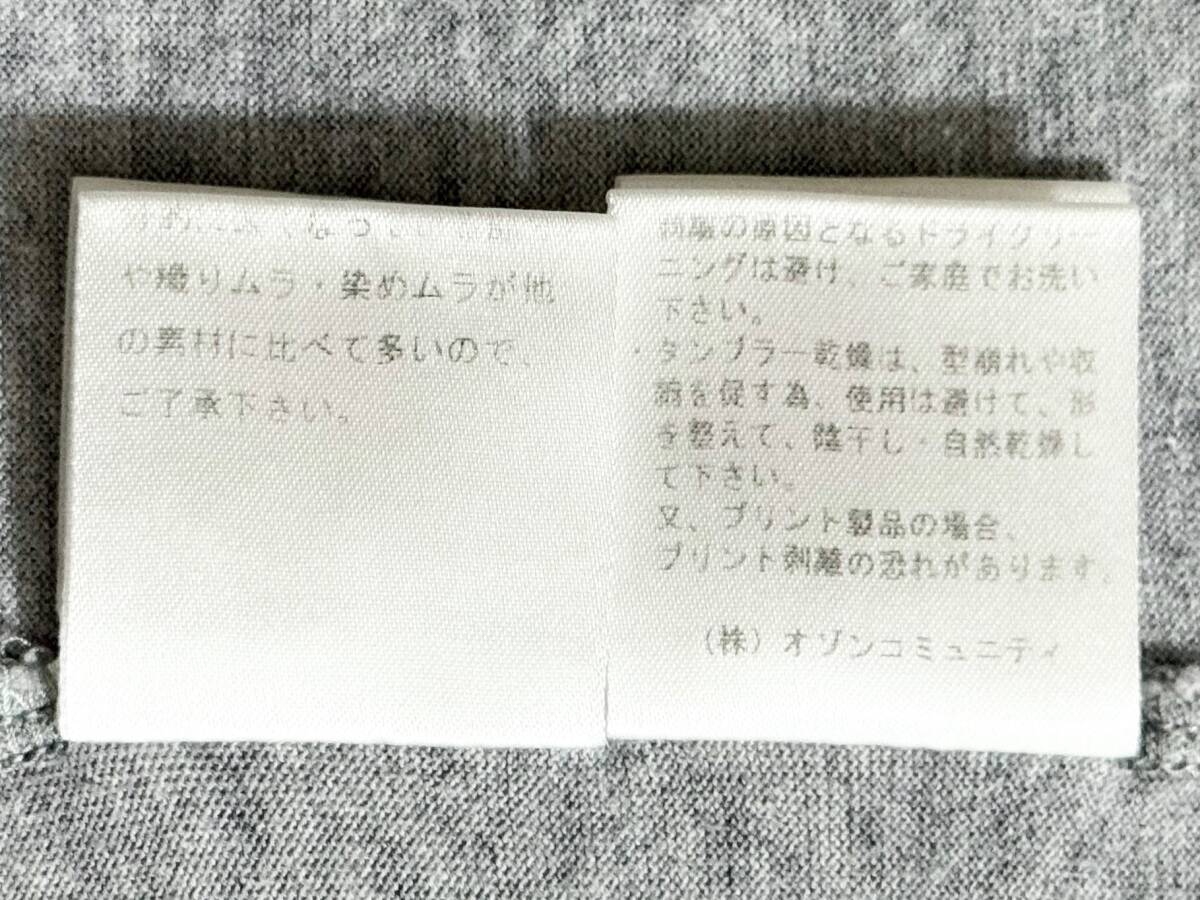 や織りムラ・染めムラが他
の素材に比べて多いので、
ご了承下さい。
剥離の原因となるドライクリー
ニングは避け、ご家庭でお洗い
下さい。
・タンブラー乾燥は、型崩れや収
縮を促す為、使用は避けて、形
を整えて、陰干し・自然乾燥し
て下さい。
又、プリント製品の場合、
プリント剥離の恐れがあります。
(株)オゾンコミュニティ